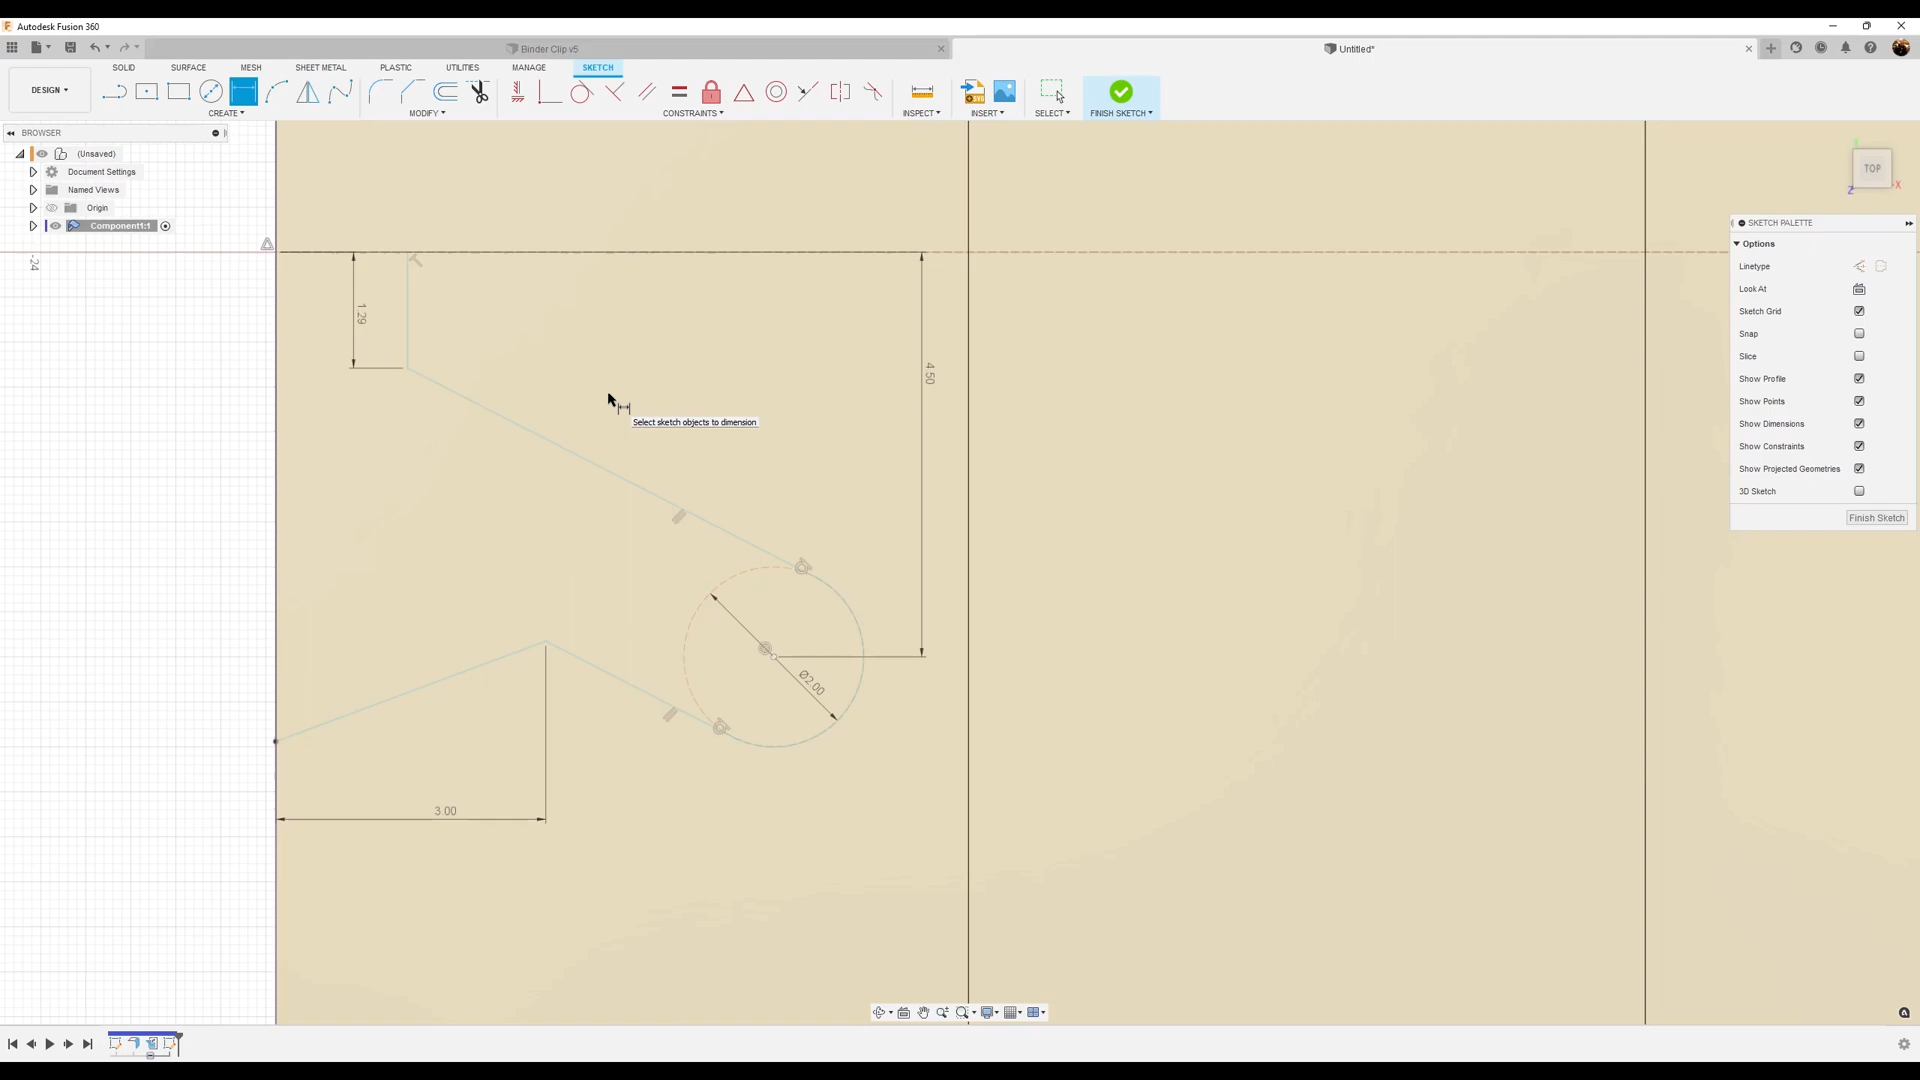 Autodesk Fusion 360
Binder Clip v5
Untitled*
DESIGN
SOLID
SURFACE
MESH
SHEET METAL
PLASTIC
UTILITIES
MANAGE
SKETCH
CREATE
MODIFY
CONSTRAINTS
INSPECT
INSERT
SELECT
FINISH SKETCH
BROWSER
(Unsaved)
Document Settings
Named Views
Origin
Component1:1
-24
TOP
X
Z
1.29
4.50
Select sketch objects to dimension
Ø2.00
3.00
SKETCH PALETTE
Options
Linetype
Look At
Sketch Grid
Snap
Slice
Show Profile
Show Points
Show Dimensions
Show Constraints
Show Projected Geometries
3D Sketch
Finish Sketch